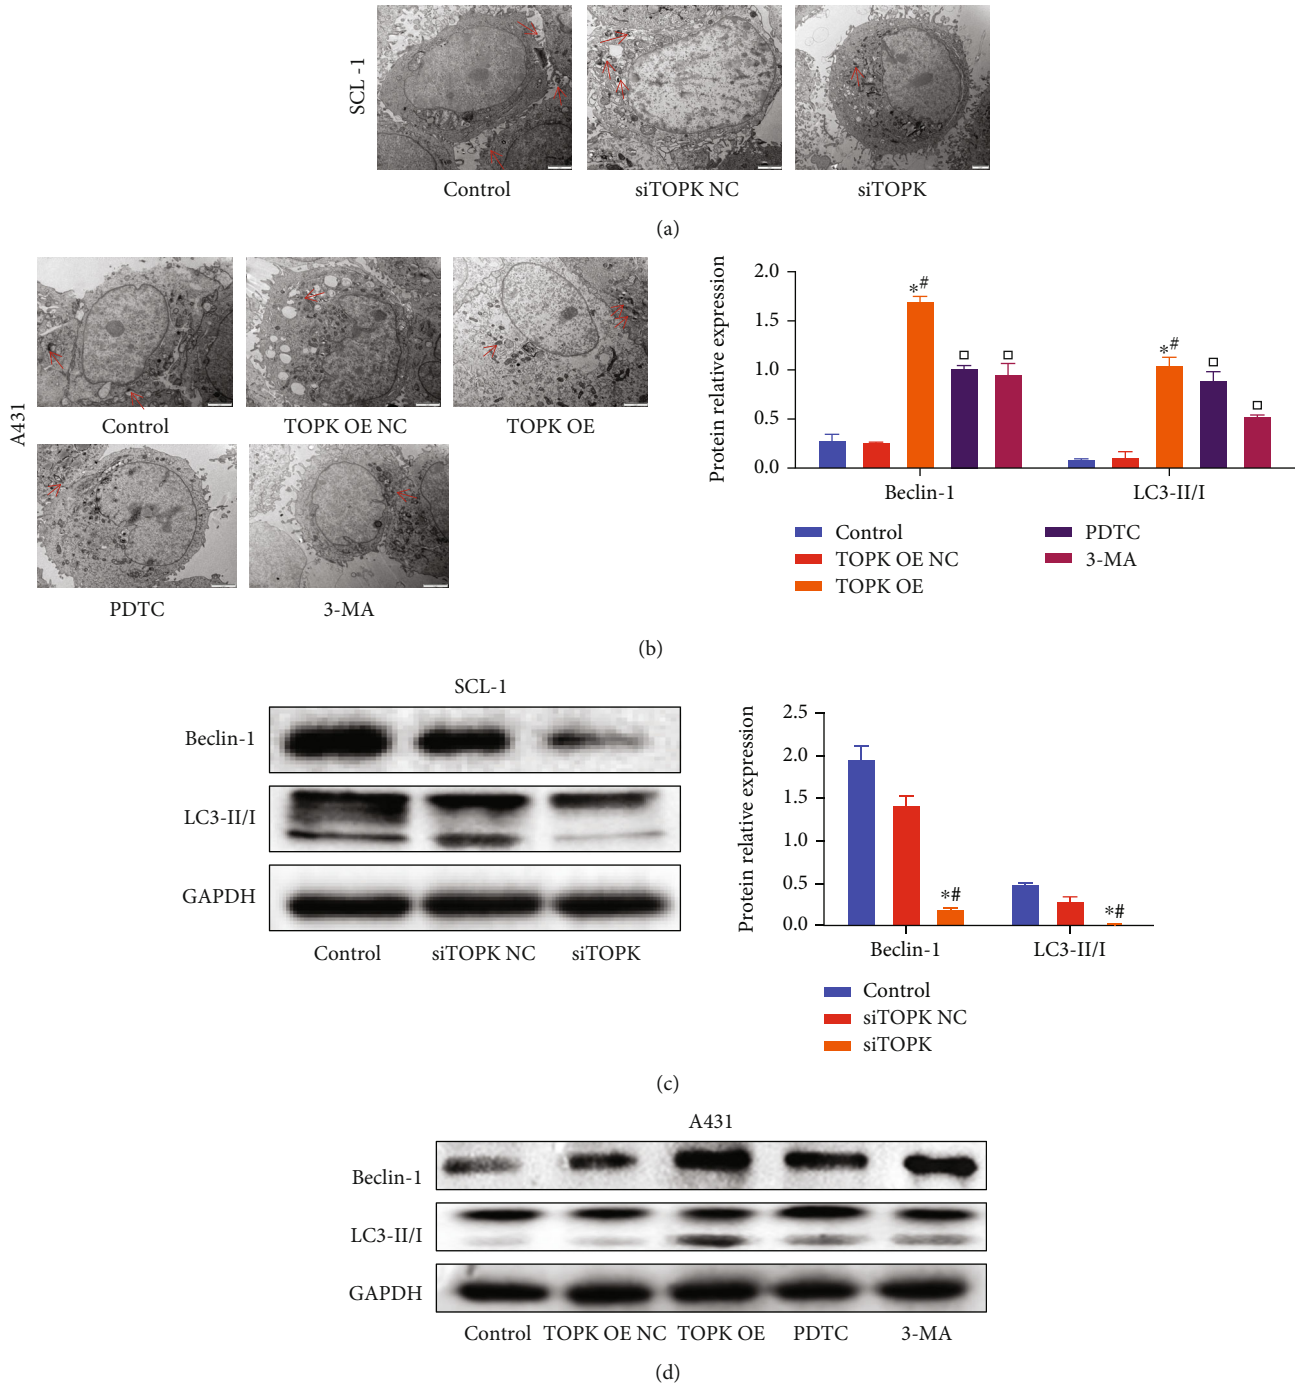 SCL -1
Control
siTOPK NC
siTOPK
(a)
A431
Control
TOPK OE NC
TOPK OE
PDTC
3-MA
Protein relative expression
2.0
1.5
1.0
0.5
0.0
*#
*#
Beclin-1
LC3-II/I
Control
TOPK OE NC
TOPK OE
PDTC
3-MA
(b)
SCL-1
Beclin-1
LC3-II/I
GAPDH
Control
siTOPK NC
siTOPK
Protein relative expression
2.5
2.0
1.5
1.0
0.5
0.0
*#
*#
Beclin-1
LC3-II/I
Control
siTOPK NC
siTOPK
(c)
A431
Beclin-1
LC3-II/I
GAPDH
Control
TOPK OE NC
TOPK OE
PDTC
3-MA
(d)